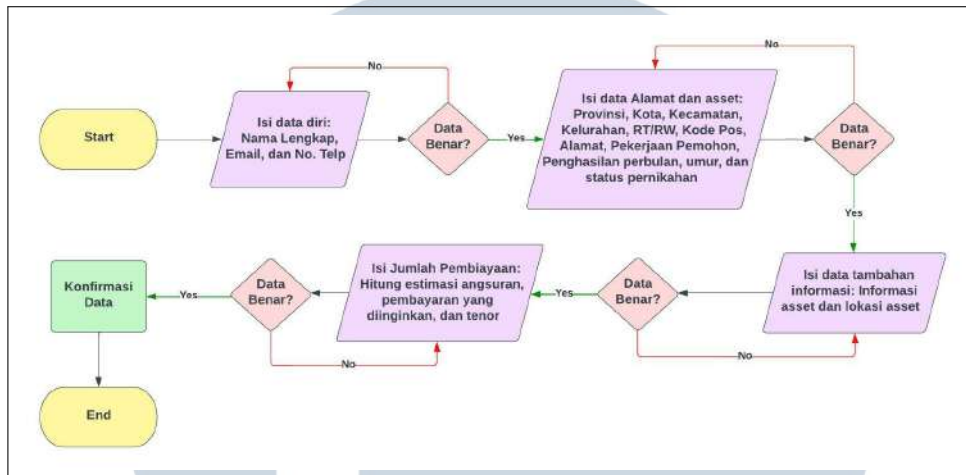 Start
Isi data diri:
Nama Lengkap,
Email, dan No. Telp
No
Data
Benar?
Yes
Isi data Alamat dan asset:
Provinsi, Kota, Kecamatan,
Kelurahan, RT/RW, Kode Pos,
Alamat, Pekerjaan Pemohon,
Penghasilan perbulan, umur, dan
status pernikahan
No
Data
Benar?
Yes
Isi data tambahan
informasi: Informasi
asset dan lokasi asset
Data
Benar?
No
Yes
Isi Jumlah Pembiayaan:
Hitung estimasi angsuran,
pembayaran yang
diinginkan, dan tenor
Data
Benar?
No
Yes
Konfirmasi
Data
End